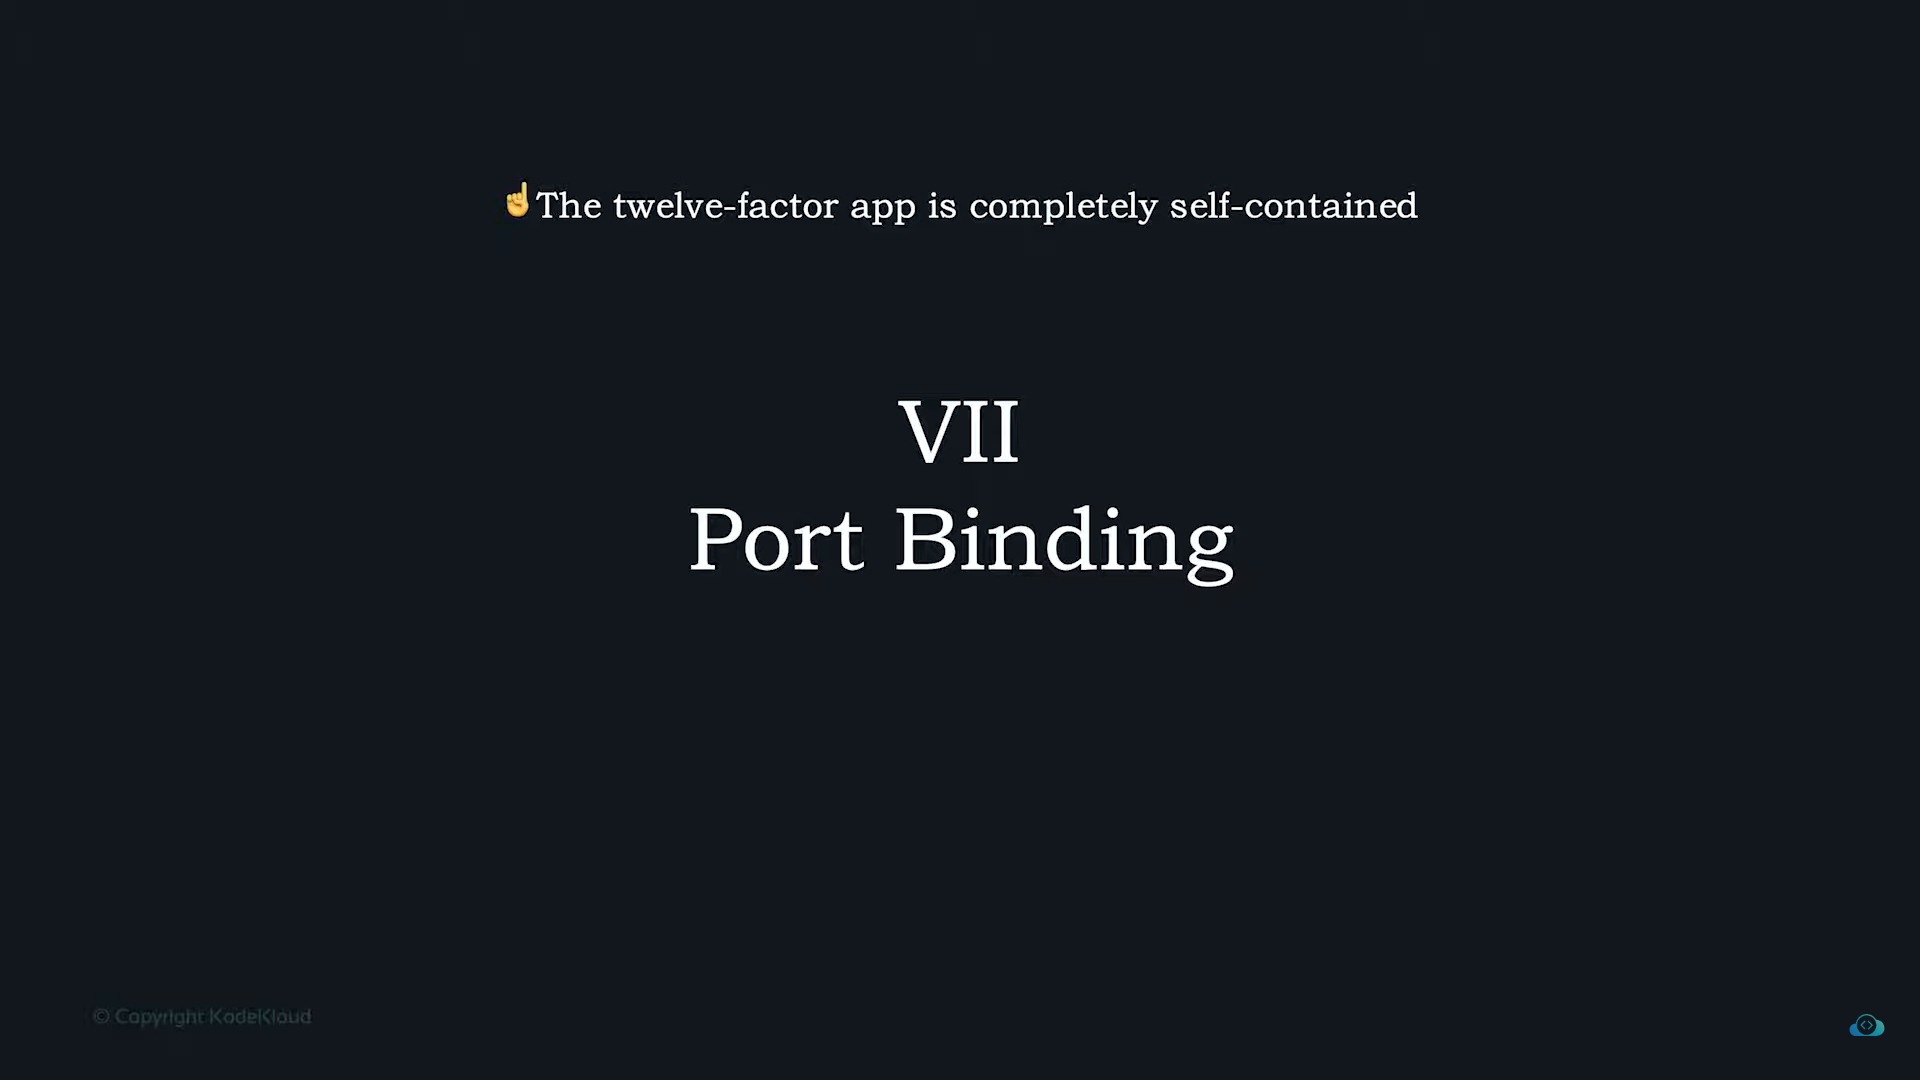 ☝The twelve-factor app is completely self-contained
VII
Port Binding
© Copyright KodeKloud